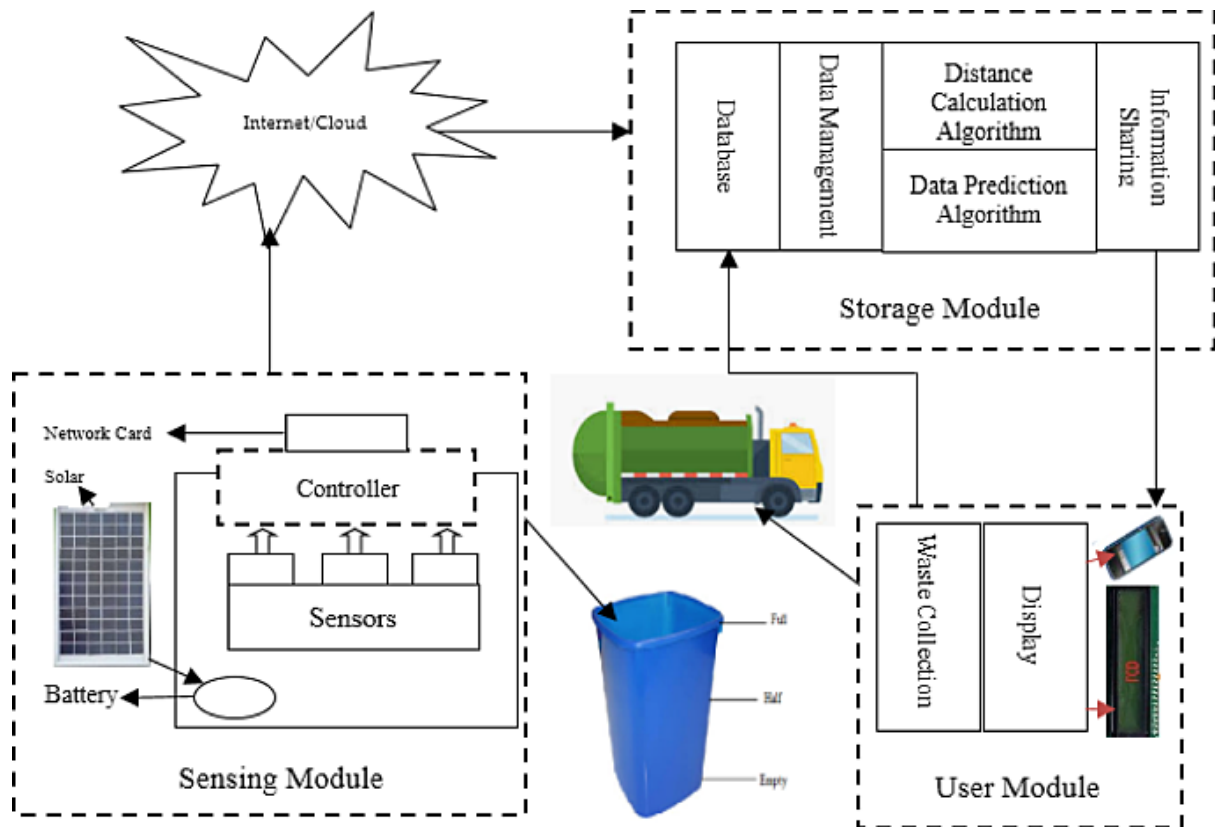 Internet/Cloud
Database
Data Management
Distance
Calculation
Algorithm
Data Prediction
Algorithm
Information
Sharing
Storage Module
Network Card
Solar
Controller
Sensors
Battery
Sensing Module
Full
Half
Empty
Waste Collection
Display
User Module